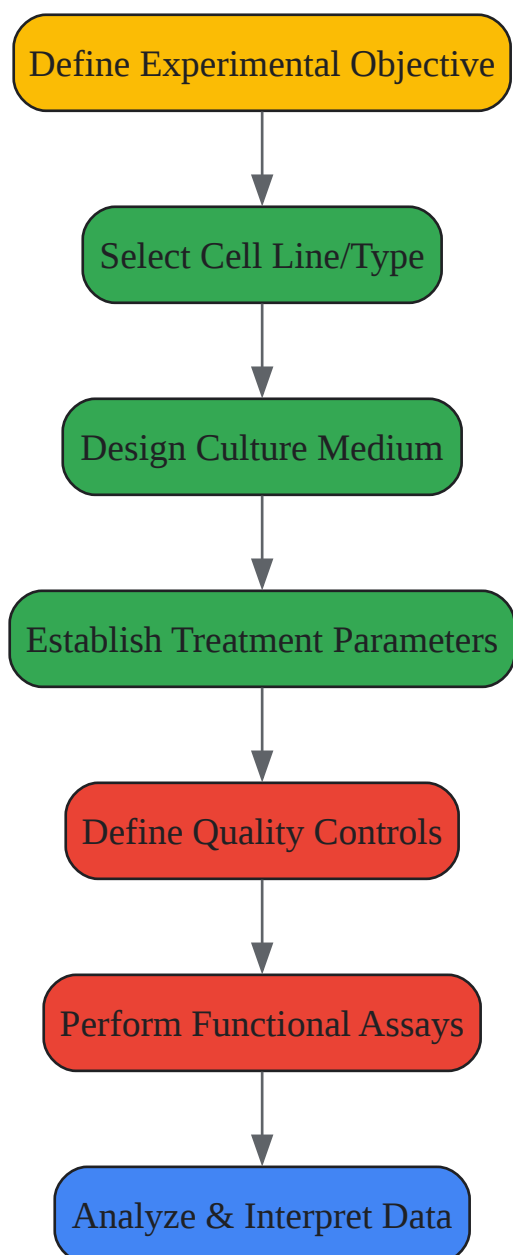 Define Experimental Objective
Select Cell Line/Type
Design Culture Medium
Establish Treatment Parameters
Define Quality Controls
Perform Functional Assays
Analyze & Interpret Data